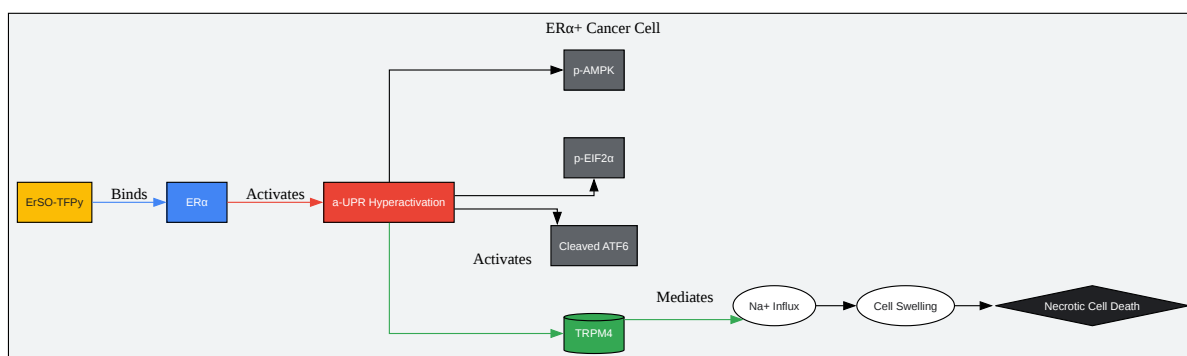 ERα+ Cancer Cell
p-AMPK
p-EIF2α
ErSO-TFPy
Binds
ERα
Activates
a-UPR Hyperactivation
Cleaved ATF6
Activates
Mediates
Na+ Influx
Cell Swelling
Necrotic Cell Death
TRPM4